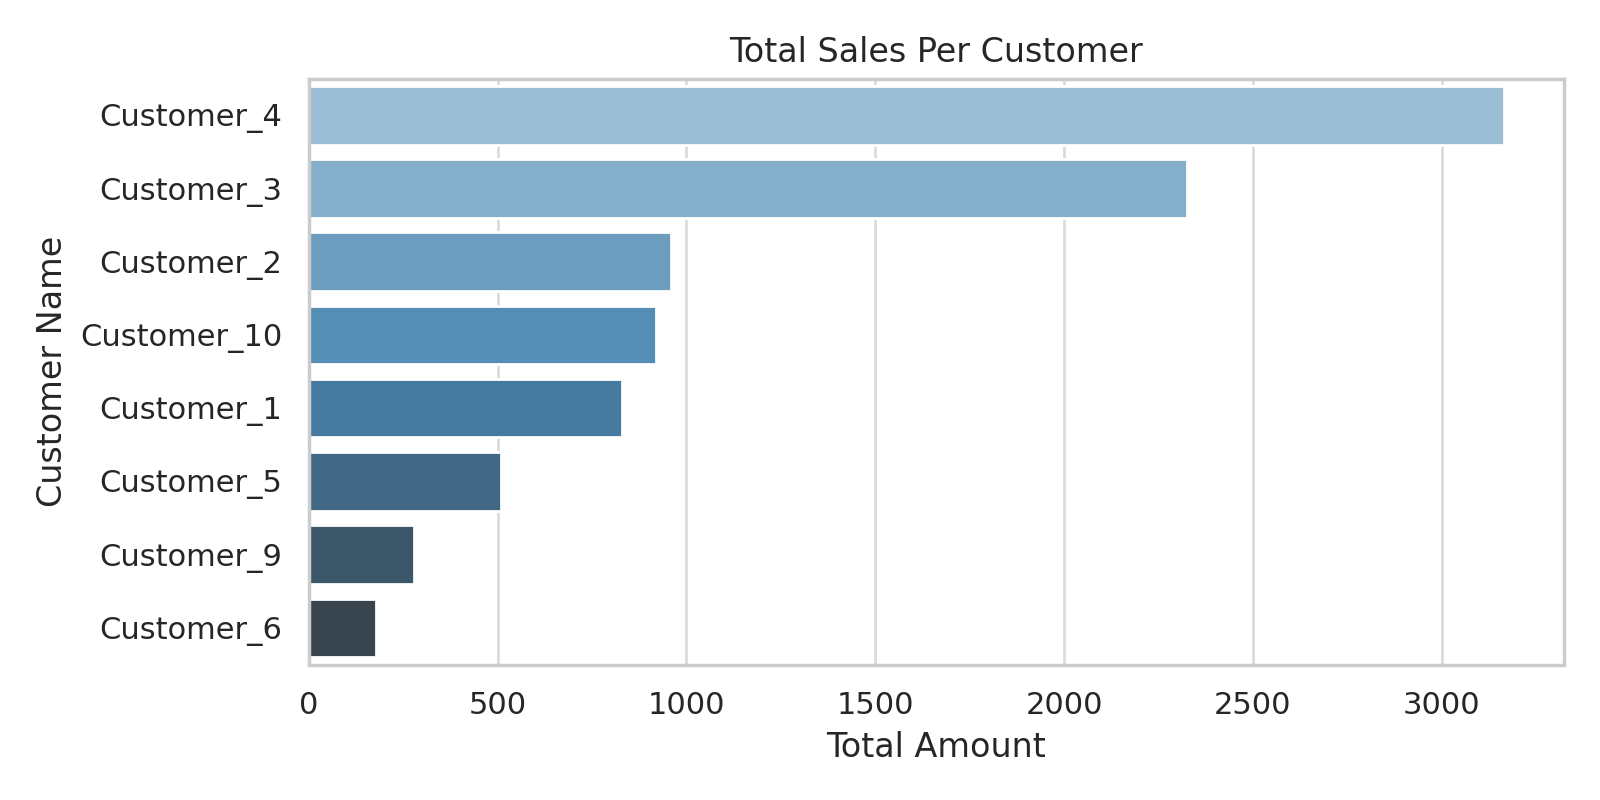 Total Sales Per Customer
Customer Name
Customer_4
Customer_3
Customer_2
Customer_10
Customer_1
Customer_5
Customer_9
Customer_6
0 500 1000 1500 2000 2500 3000
Total Amount